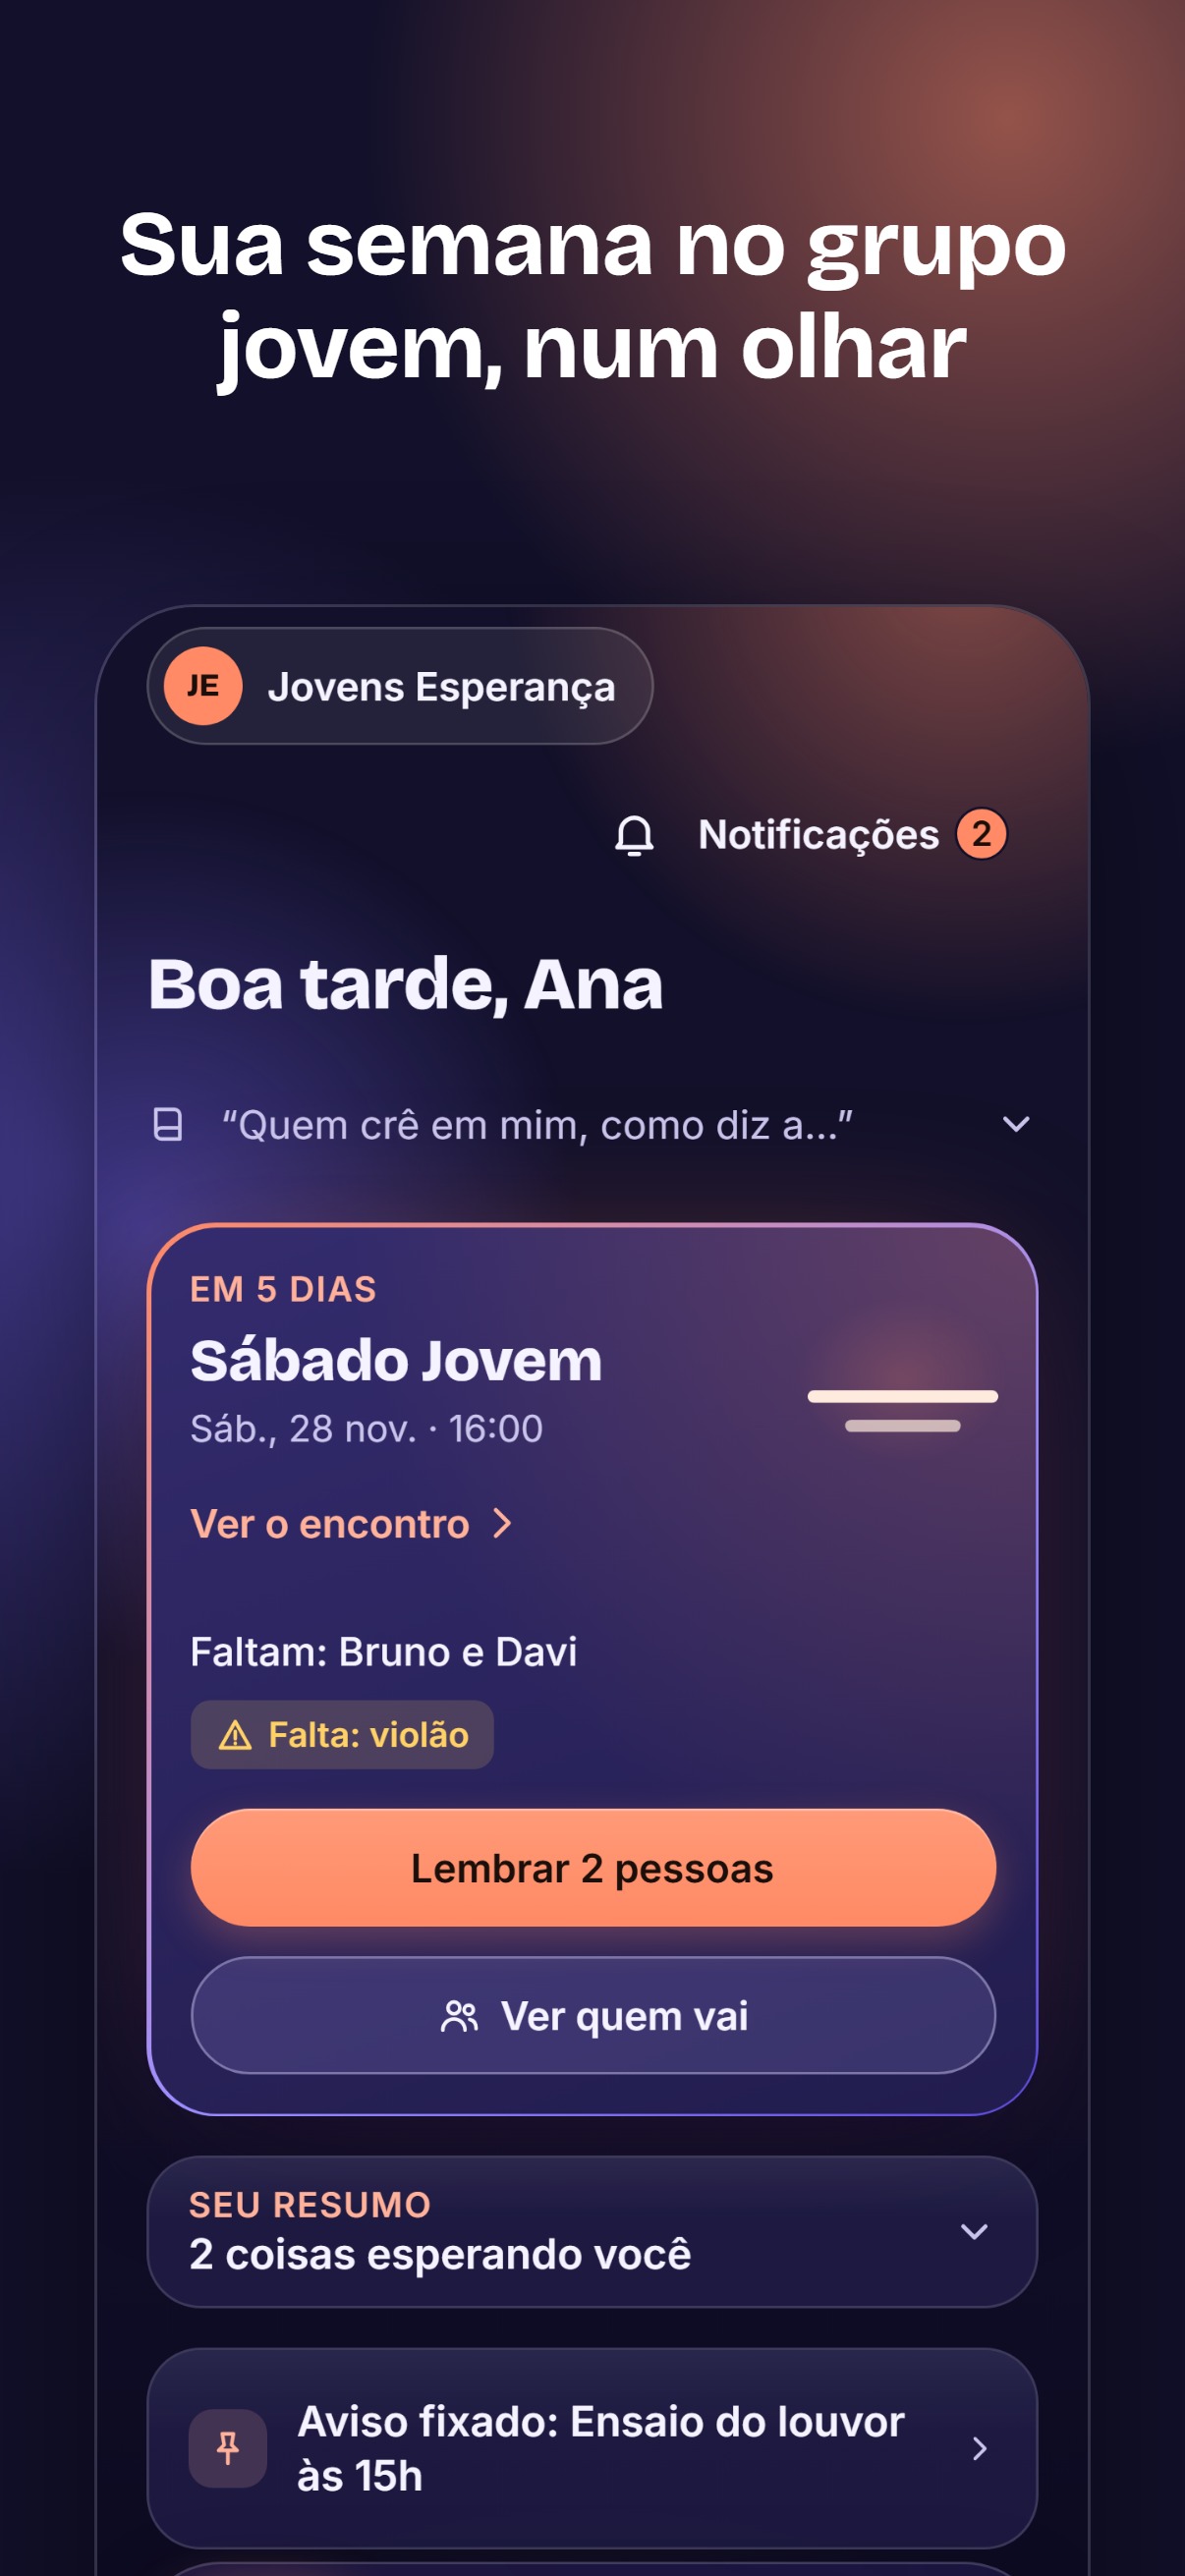 Sua semana no grupo
jovem, num olhar
JE Jovens Esperança
Notificações 2
Boa tarde, Ana
“Quem crê em mim, como diz a...”
EM 5 DIAS
Sábado Jovem
Sáb., 28 nov. · 16:00
Ver o encontro
Faltam: Bruno e Davi
Falta: violão
Lembrar 2 pessoas
Ver quem vai
SEU RESUMO
2 coisas esperando você
Aviso fixado: Ensaio do louvor
às 15h